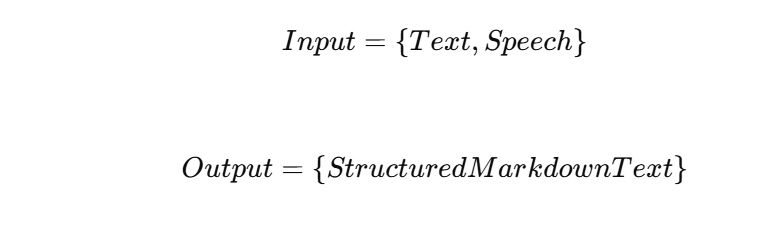 Input = {Text, Speech}
Output = {StructuredMarkdownText}